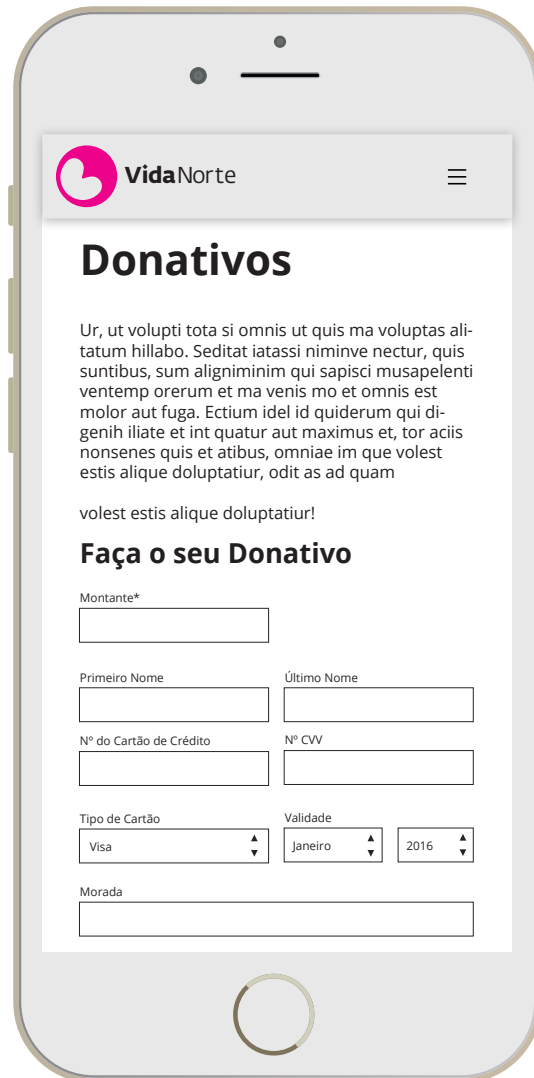 VidaNorte
Donativos
Ur, ut volupti tota si omnis ut quis ma voluptas ali-
tatum hillabo. Seditat iatassi niminve nectur, quis
suntibus, sum aligniminim qui sapisci musapelenti
ventemp orerum et ma venis mo et omnis est
molor aut fuga. Ectium idel id quiderum qui di-
genih iliate et int quatur aut maximus et, tor aciis
nonsenes quis et atibus, omniae im que volest
estis alique doluptatiur, odit as ad quam
volest estis alique doluptatiur!
Faça o seu Donativo
Montante*
Primeiro Nome
Último Nome
Nº do Cartão de Crédito
Nº CVV
Tipo de Cartão
Validade
Visa
Janeiro
2016
Morada